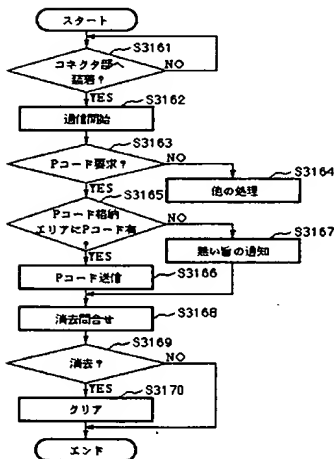 スタート
S3161
コネクタ部へ
装着？
NO
YES
S3162
通信開始
S3163
Pコード要求？
NO
S3164
YES
他の処理
S3165
Pコード格納
エリアにPコード有
？
NO
S3167
無い旨の通知
YES
S3166
Pコード送信
S3168
消去問合せ
S3169
消去？
NO
YES
S3170
クリア
エンド